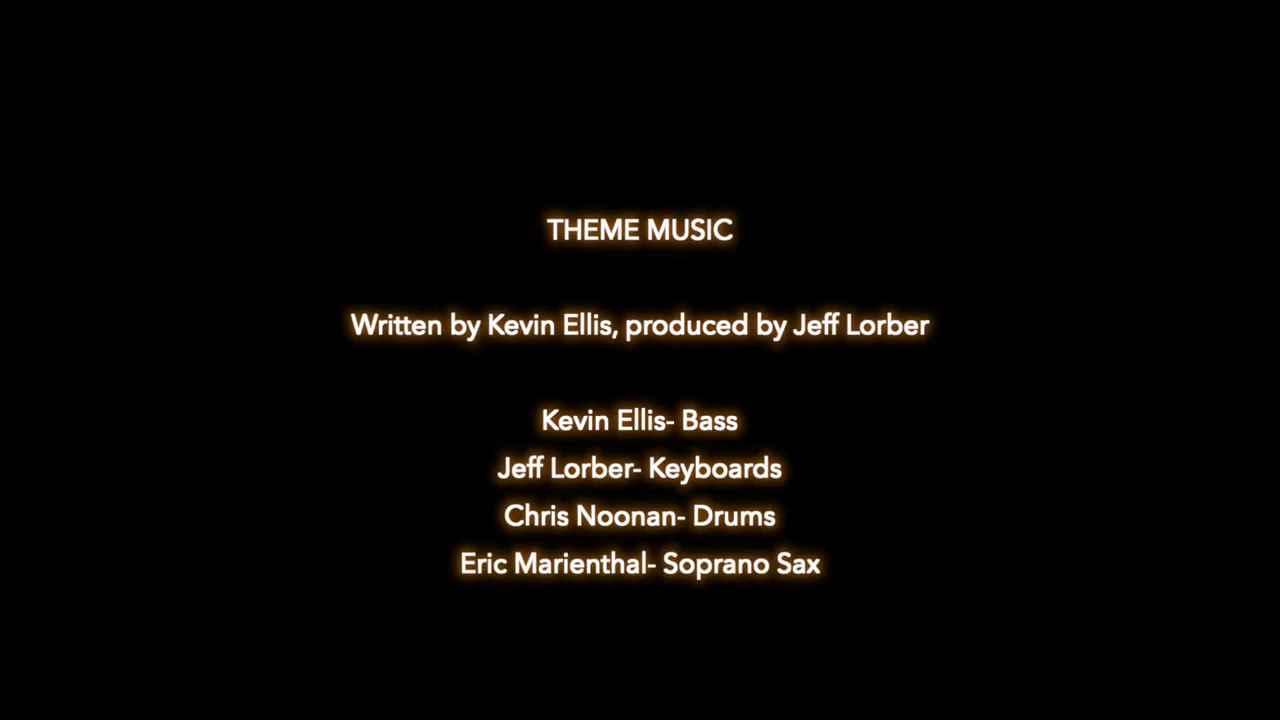 THEME MUSIC
Written by Kevin Ellis, produced by Jeff Lorber
Kevin Ellis- Bass
Jeff Lorber- Keyboards
Chris Noonan- Drums
Eric Marienthal- Soprano Sax